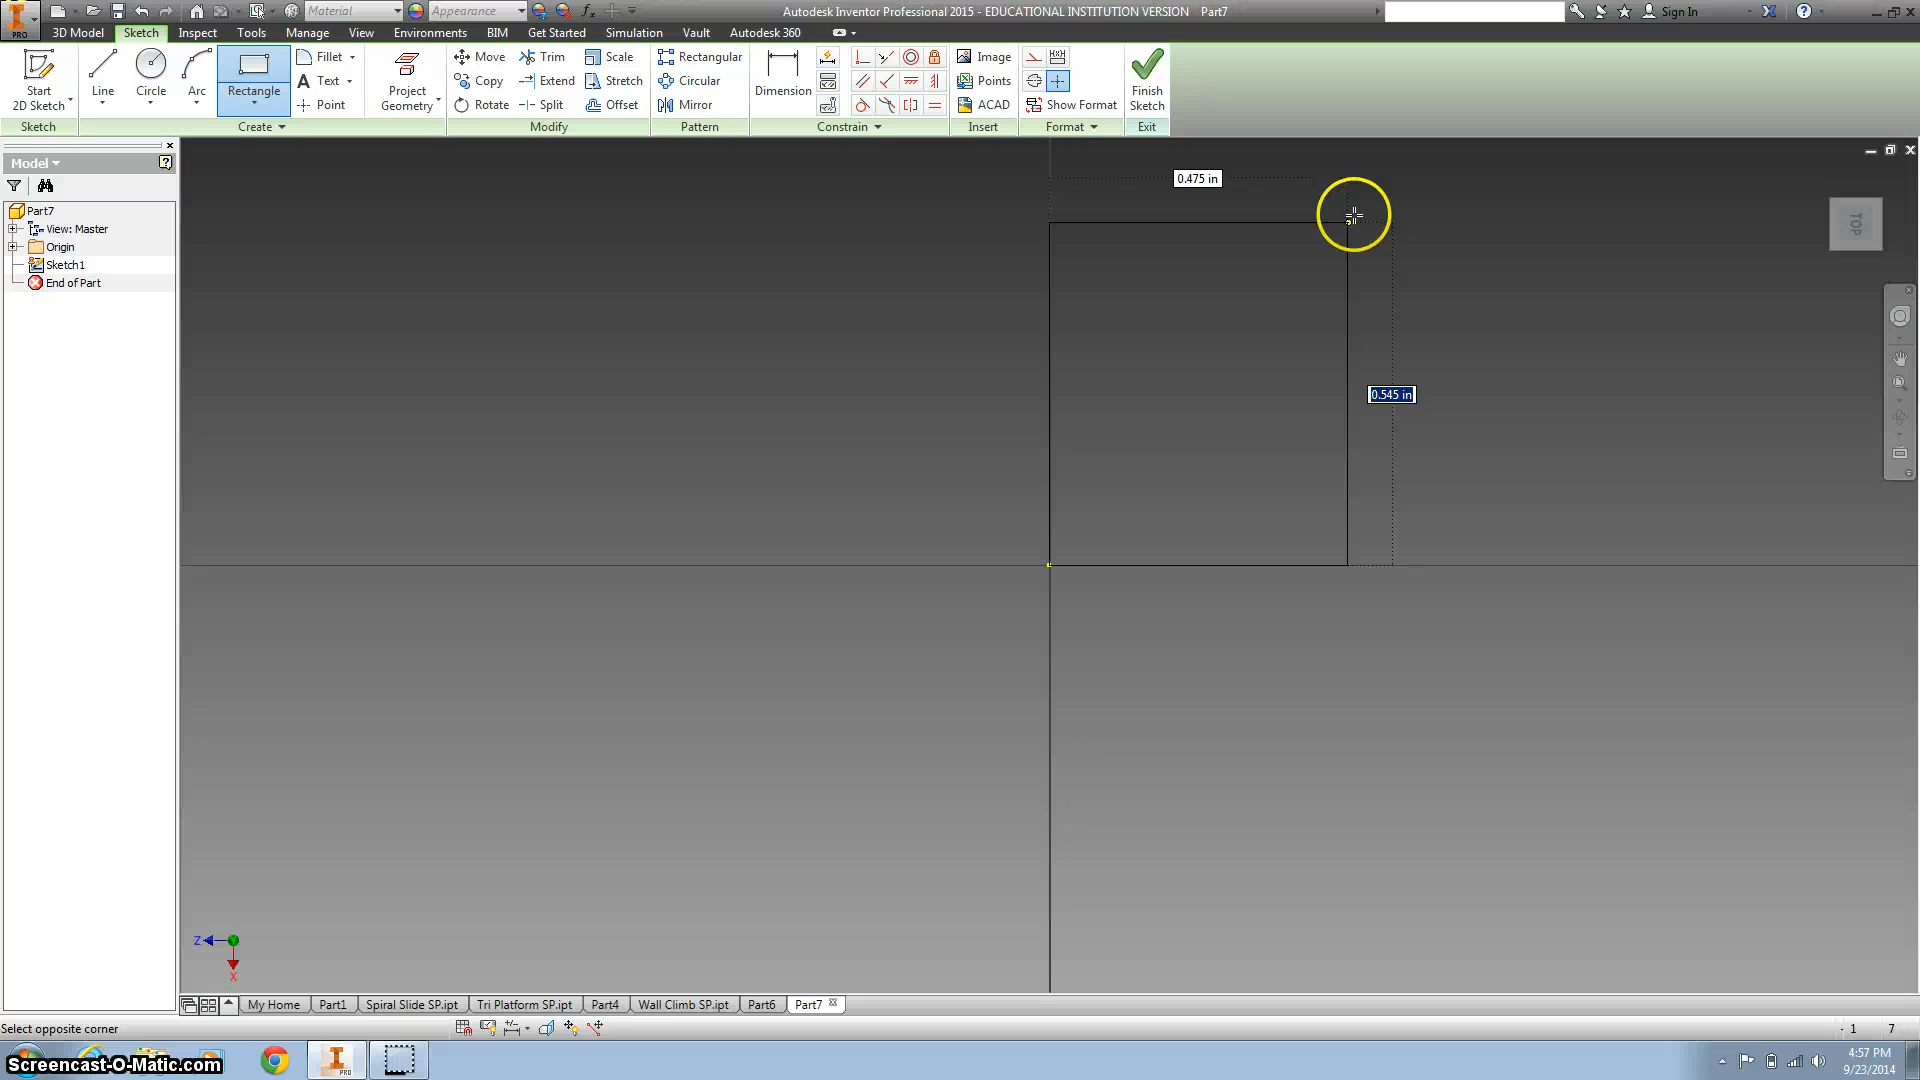 Material
Appearance
Autodesk Inventor Professional 2015 - EDUCATIONAL INSTITUTION VERSION Part7
Sign In
PRO
3D Model Sketch Inspect Tools Manage View Environments BIM Get Started Simulation Vault Autodesk 360
Start
2D Sketch
Line
Circle
Arc
Rectangle
Fillet
Text
Point
Project
Geometry
Move
Copy
Rotate
Trim
Extend
Split
Scale
Stretch
Offset
Rectangular
Circular
Mirror
Dimension
Image
Points
ACAD
Show Format
Finish
Sketch
Sketch Create Modify Pattern Constrain Insert Format Exit
Model
Part7
View: Master
Origin
Sketch1
End of Part
0.475 in
0.545 in
TOP
Z
X
My Home Part1 Spiral Slide SP.ipt Tri Platform SP.ipt Part4 Wall Climb SP.ipt Part6 Part7
Select opposite corner
1 7
Screencast-O-Matic.com
PRO
4:57 PM
9/23/2014